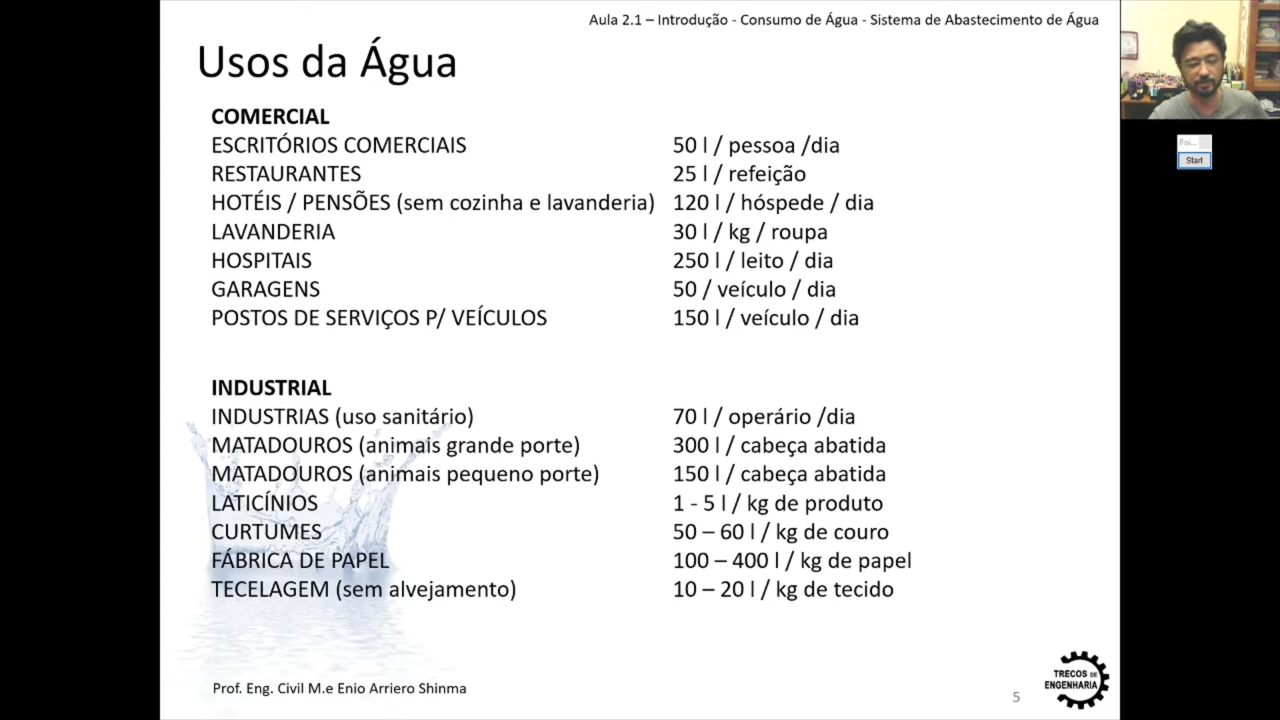 Aula 2.1 – Introdução - Consumo de Água - Sistema de Abastecimento de Água
Usos da Água
COMERCIAL
ESCRITÓRIOS COMERCIAIS 50 l / pessoa /dia
RESTAURANTES 25 l / refeição
HOTÉIS / PENSÕES (sem cozinha e lavanderia) 120 l / hóspede / dia
LAVANDERIA 30 l / kg / roupa
HOSPITAIS 250 l / leito / dia
GARAGENS 50 / veículo / dia
POSTOS DE SERVIÇOS P/ VEÍCULOS 150 l / veículo / dia
INDUSTRIAL
INDUSTRIAS (uso sanitário) 70 l / operário /dia
MATADOUROS (animais grande porte) 300 l / cabeça abatida
MATADOUROS (animais pequeno porte) 150 l / cabeça abatida
LATICÍNIOS 1 - 5 l / kg de produto
CURTUMES 50 – 60 l / kg de couro
FÁBRICA DE PAPEL 100 – 400 l / kg de papel
TECELAGEM (sem alvejamento) 10 – 20 l / kg de tecido
Prof. Eng. Civil M.e Enio Arriero Shinma
5
TRECOS DE
ENGENHARIA
Poi...
Start